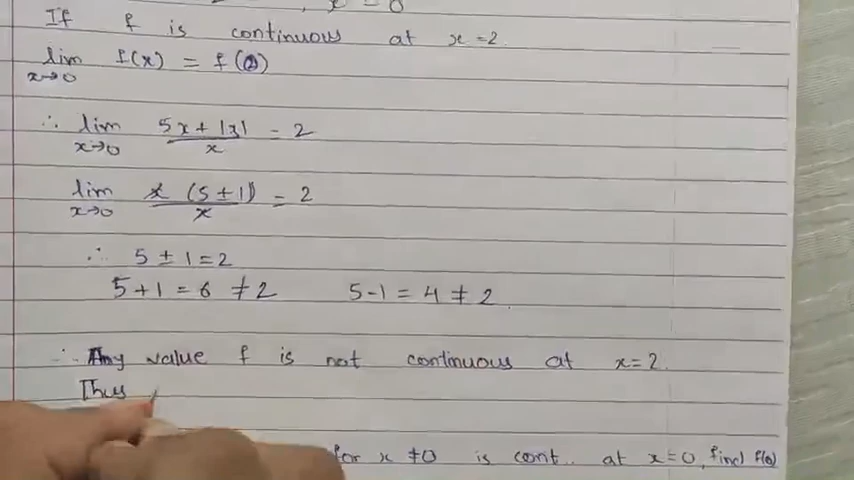 , x = 0
If f is continuous at x = 2
lim x→0 f(x) = f(0)
∴ lim x→0 5x + |x| / x = 2
lim x→0 x (5 ± 1) / x = 2
∴ 5 ± 1 = 2
5 + 1 = 6 ≠ 2 5 - 1 = 4 ≠ 2
∴ Any value f is not continuous at x = 2.
Thus
for x ≠ 0 is cont. at x = 0, find f(0)